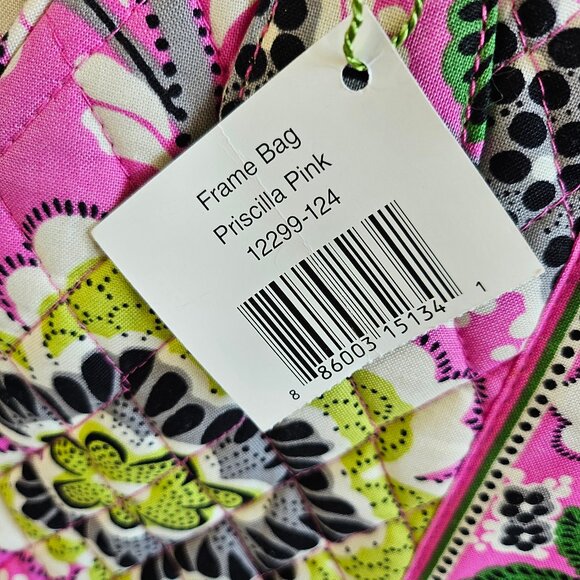 Frame Bag
Priscilla Pink
12299-124
8 86003 15134 1